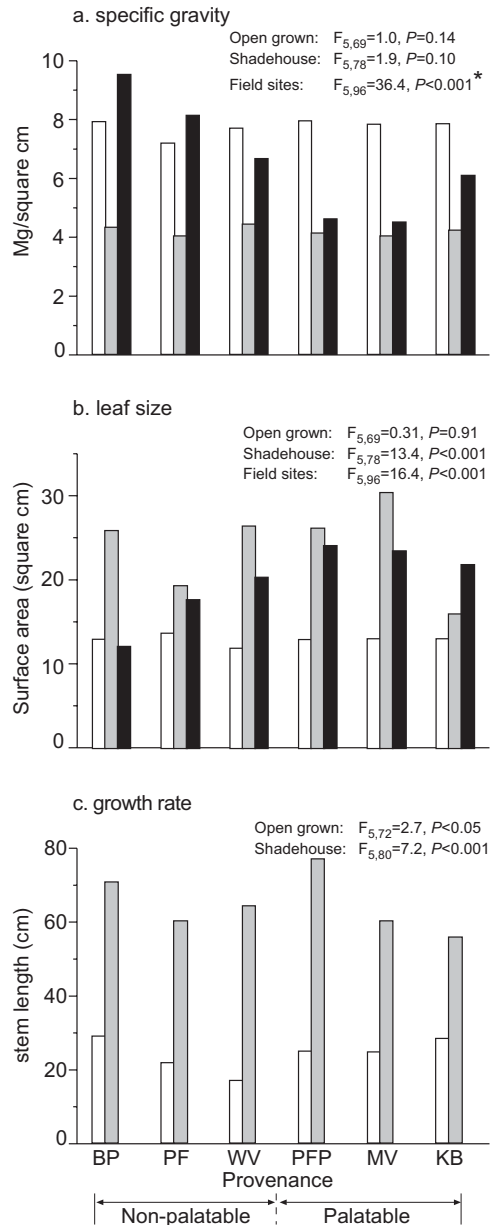 a. specific gravity
Open grown: F5,69=1.0, P=0.14
Shadehouse: F5,78=1.9, P=0.10
Field sites: F5,96=36.4, P<0.001*
Mg/square cm
10
8
6
4
2
0
b. leaf size
Open grown: F5,69=0.31, P=0.91
Shadehouse: F5,78=13.4, P<0.001
Field sites: F5,96=16.4, P<0.001
Surface area (square cm)
30
20
10
0
c. growth rate
Open grown: F5,72=2.7, P<0.05
Shadehouse: F5,80=7.2, P<0.001
stem length (cm)
80
60
40
20
0
BP PF WV PFP MV KB
Provenance
Non-palatable Palatable